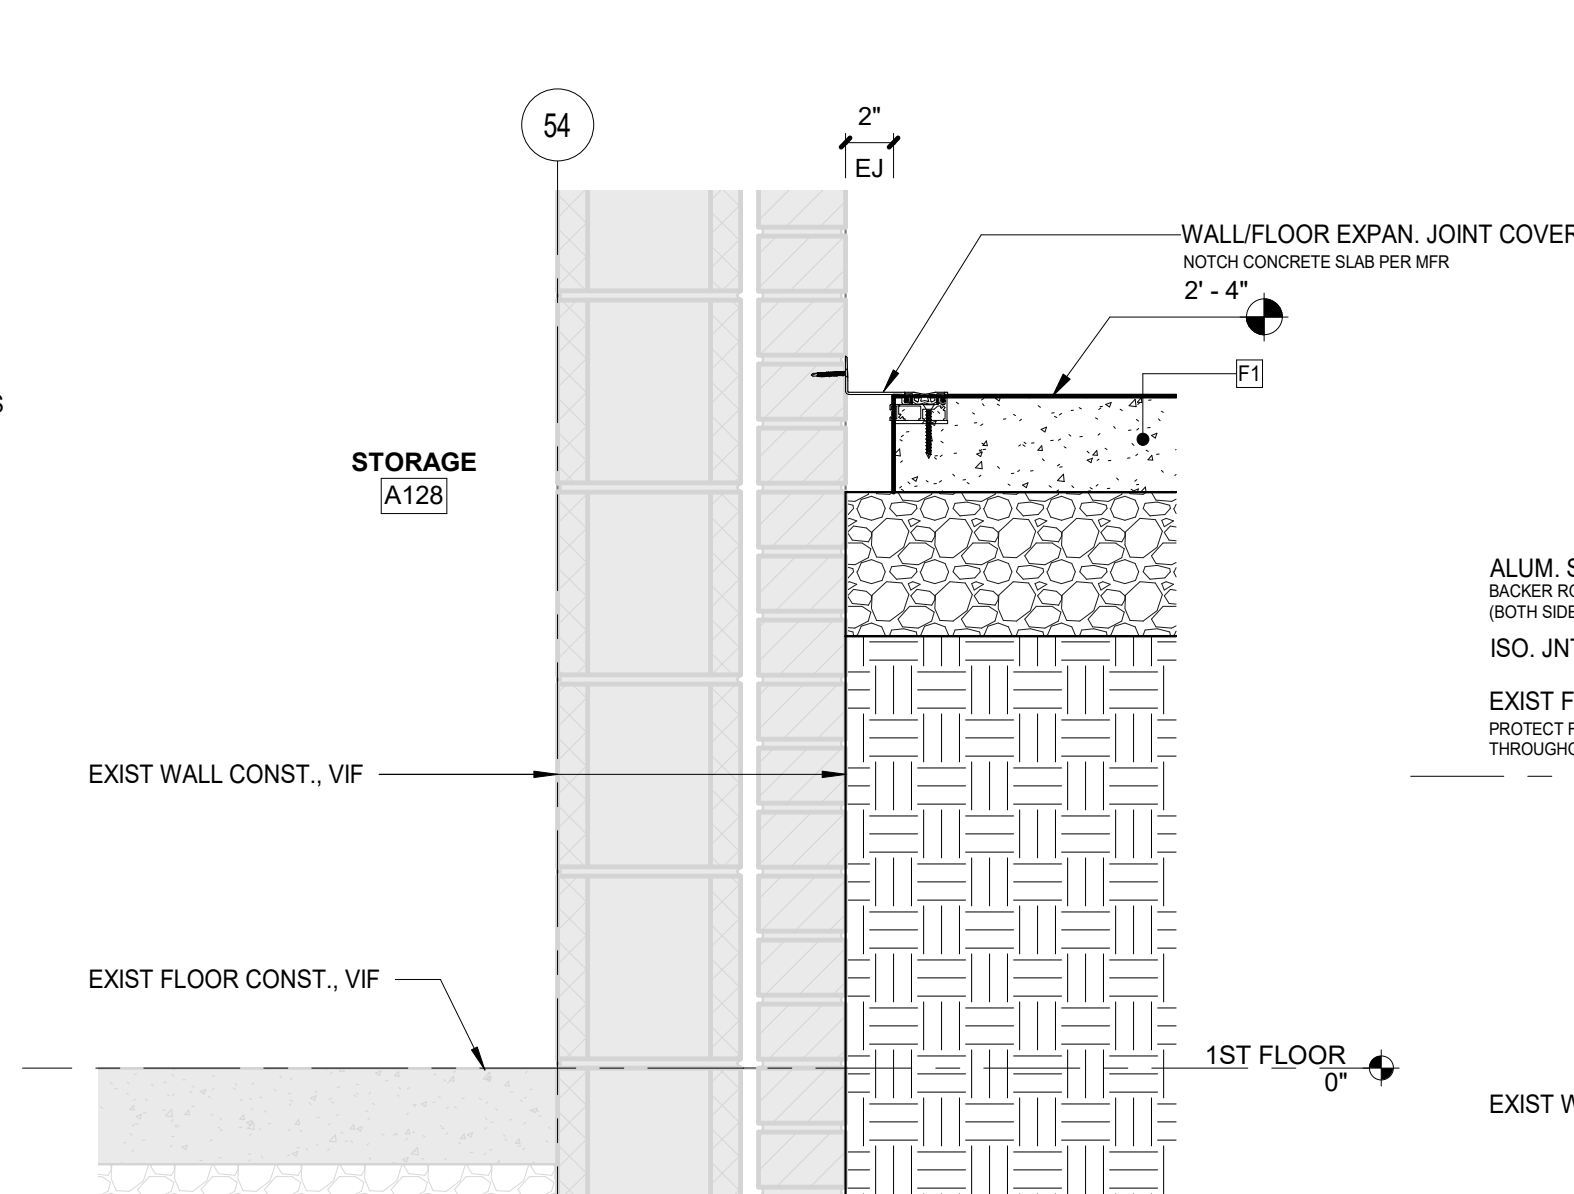 54
2"
EJ
WALL/FLOOR EXPAN. JOINT COVER
NOTCH CONCRETE SLAB PER MFR
2' - 4"
F1
S
STORAGE
A128
ALUM. S
BACKER RO
(BOTH SIDE
ISO. JNT
EXIST F
PROTECT F
THROUGHO
EXIST WALL CONST., VIF
EXIST FLOOR CONST., VIF
1ST FLOOR
0"
EXIST W